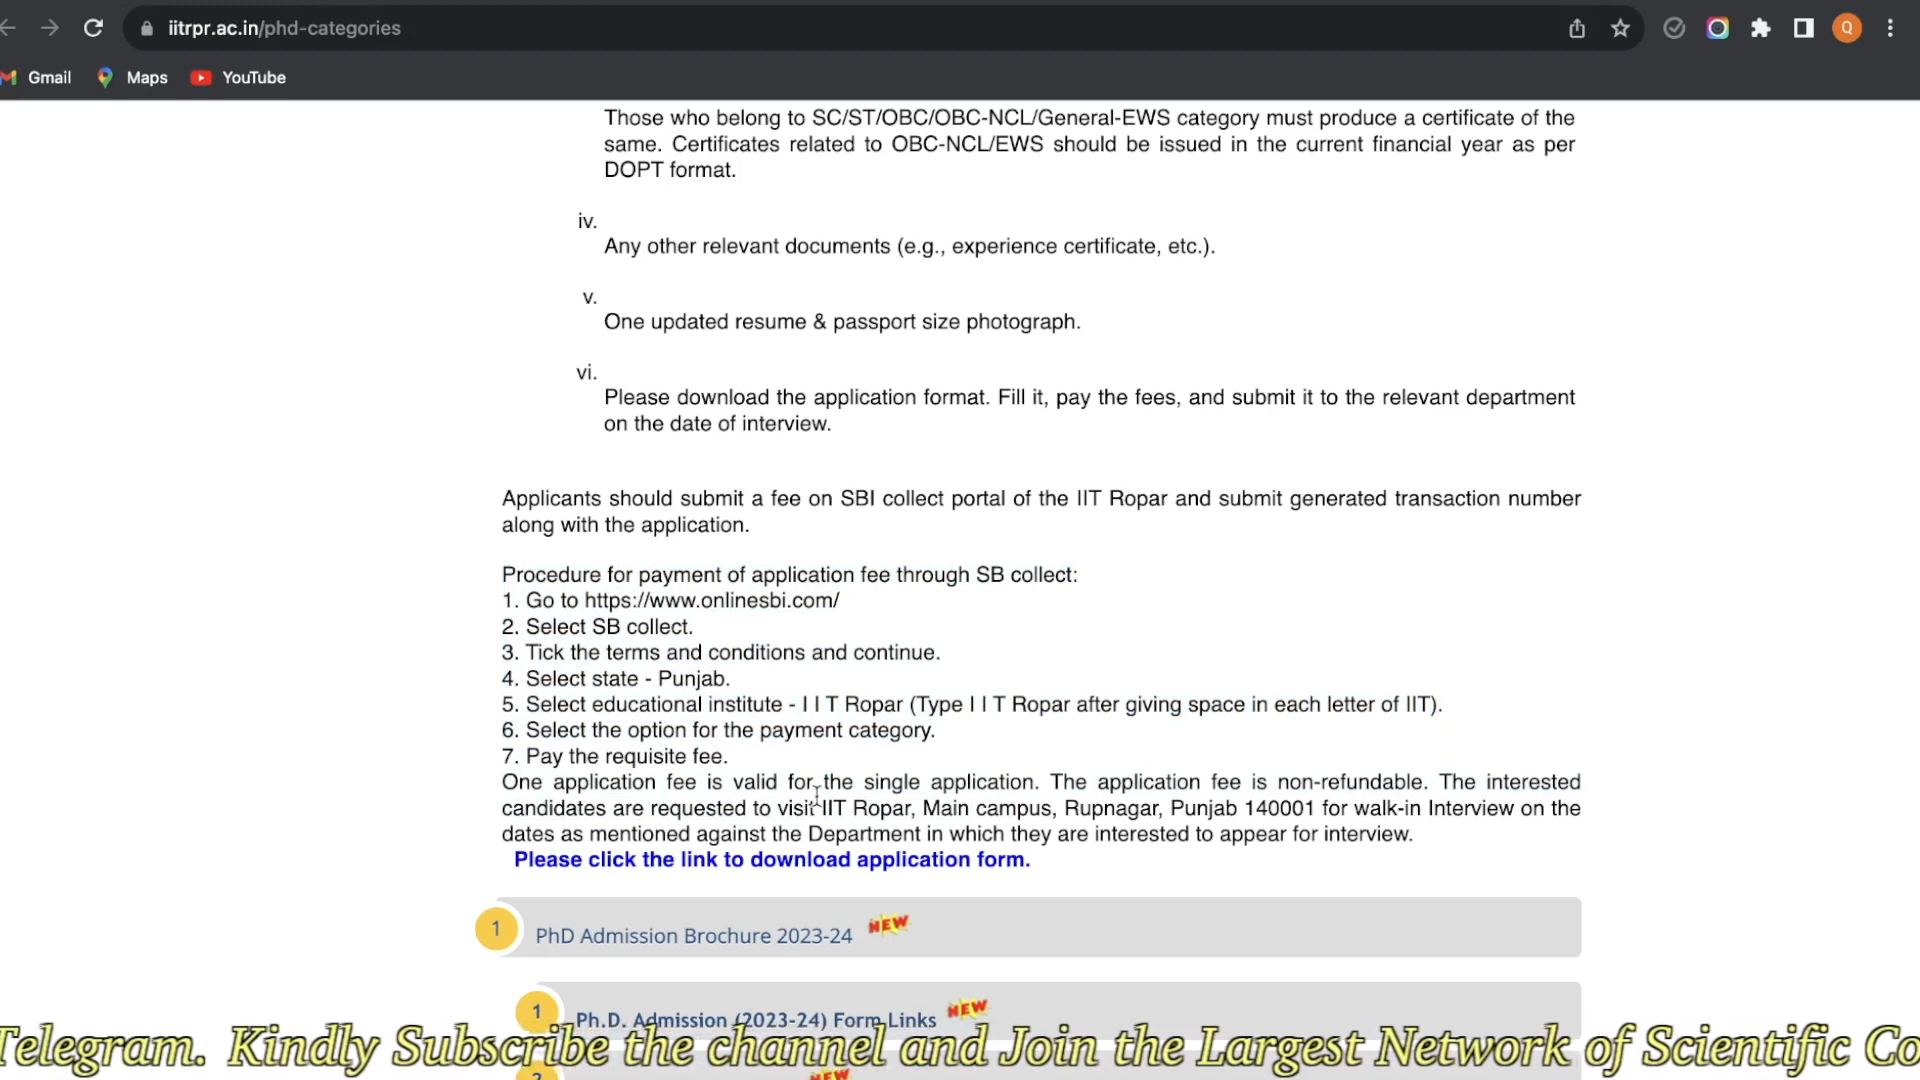 iitrpr.ac.in/phd-categories
Q
Gmail Maps YouTube
Those who belong to SC/ST/OBC/OBC-NCL/General-EWS category must produce a certificate of the
same. Certificates related to OBC-NCL/EWS should be issued in the current financial year as per
DOPT format.
iv.
Any other relevant documents (e.g., experience certificate, etc.).
v.
One updated resume & passport size photograph.
vi.
Please download the application format. Fill it, pay the fees, and submit it to the relevant department
on the date of interview.
Applicants should submit a fee on SBI collect portal of the IIT Ropar and submit generated transaction number
along with the application.
Procedure for payment of application fee through SB collect:
1. Go to https://www.onlinesbi.com/
2. Select SB collect.
3. Tick the terms and conditions and continue.
4. Select state - Punjab.
5. Select educational institute - I I T Ropar (Type I I T Ropar after giving space in each letter of IIT).
6. Select the option for the payment category.
7. Pay the requisite fee.
One application fee is valid for the single application. The application fee is non-refundable. The interested
candidates are requested to visit IIT Ropar, Main campus, Rupnagar, Punjab 140001 for walk-in Interview on the
dates as mentioned against the Department in which they are interested to appear for interview.
Please click the link to download application form.
1 PhD Admission Brochure 2023-24 NEW
1 Ph.D. Admission (2023-24) Form Links NEW
Telegram. Kindly Subscribe the channel and Join the Largest Network of Scientific Co
2 NEW